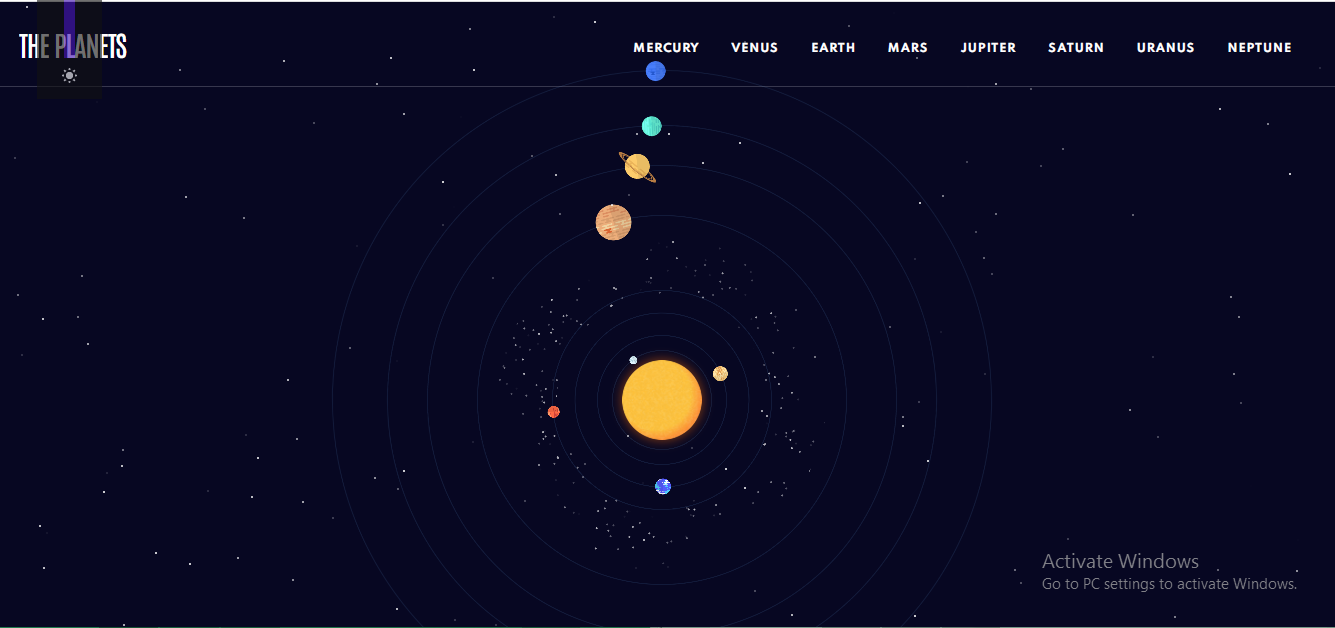 THE PLANETS
MERCURY VENUS EARTH MARS JUPITER SATURN URANUS NEPTUNE
Activate Windows
Go to PC settings to activate Windows.